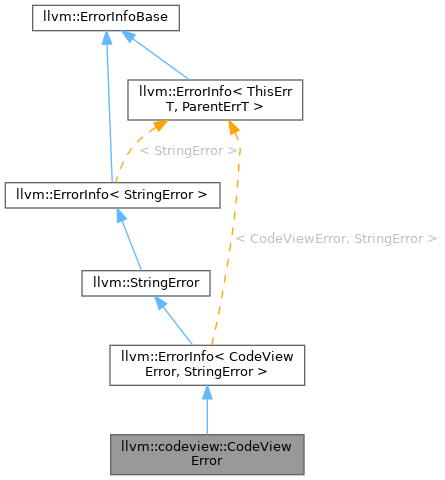 llvm::ErrorInfoBase
llvm::ErrorInfo< ThisErr
T, ParentErrT >
< StringError >
llvm::ErrorInfo< StringError >
< CodeViewError, StringError >
llvm::StringError
llvm::ErrorInfo< CodeView
Error, StringError >
llvm::codeview::CodeView
Error